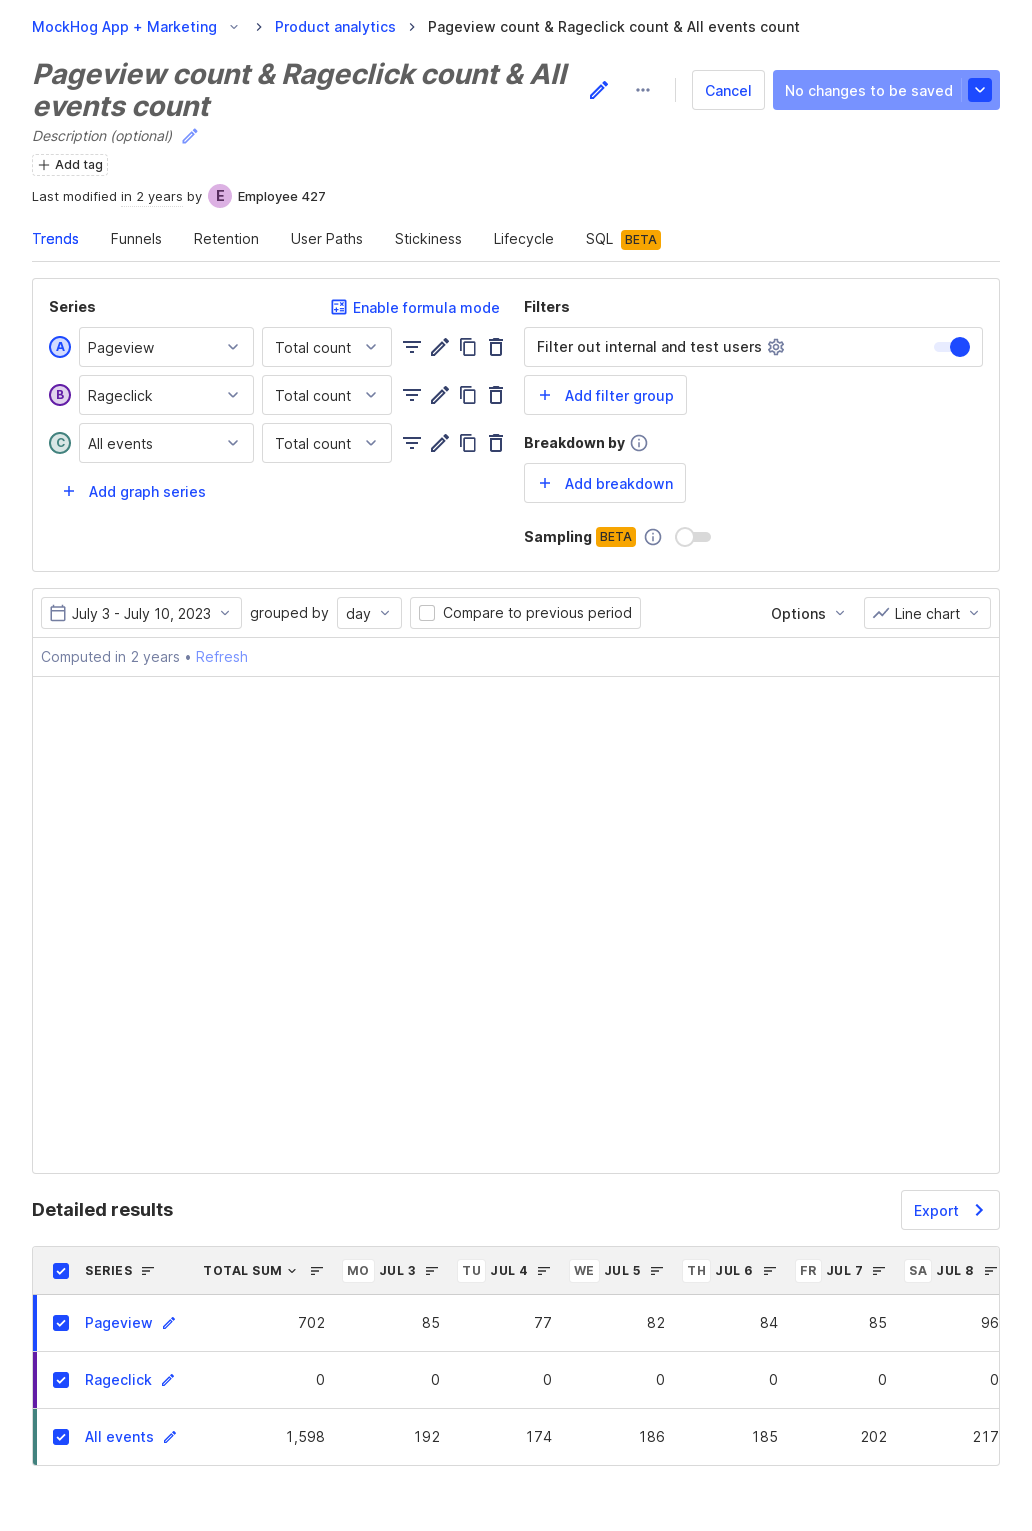 MockHog App + Marketing Product analytics Pageview count & Rageclick count & All events count
Pageview count & Rageclick count & All
events count
Cancel No changes to be saved
Description (optional)
Add tag
Last modified in 2 years by E Employee 427
Trends Funnels Retention User Paths Stickiness Lifecycle SQL BETA
Series Enable formula mode
A Pageview Total count
B Rageclick Total count
C All events Total count
Add graph series
Filters
Filter out internal and test users
Add filter group
Breakdown by
Add breakdown
Sampling BETA
July 3 - July 10, 2023 grouped by day Compare to previous period Options Line chart
Computed in 2 years • Refresh
Detailed results Export
SERIES TOTAL SUM MO JUL 3 TU JUL 4 WE JUL 5 TH JUL 6 FR JUL 7 SA JUL 8
Pageview 702 85 77 82 84 85 96
Rageclick 0 0 0 0 0 0 0
All events 1,598 192 174 186 185 202 217